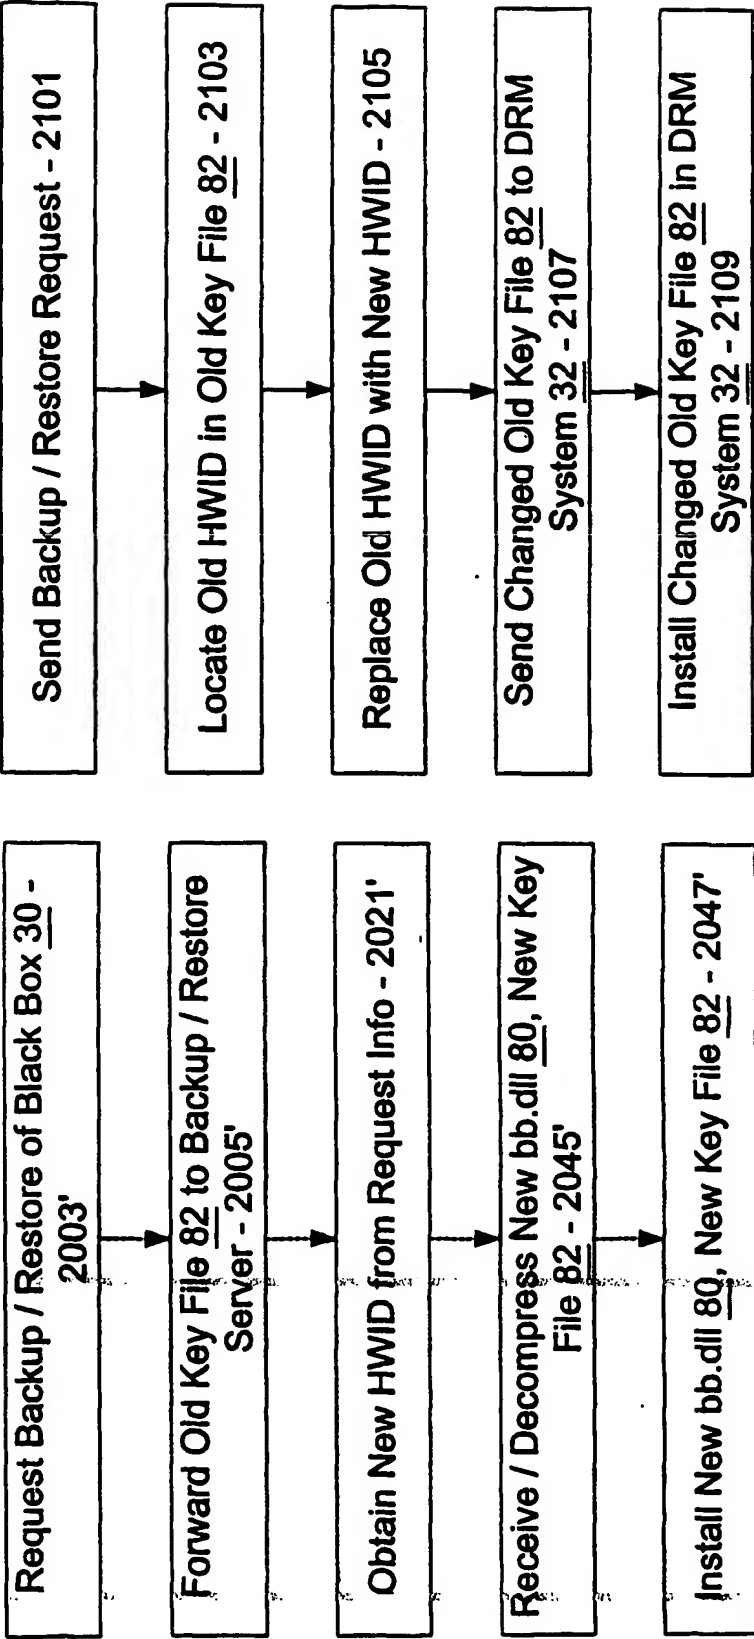 Request Backup / Restore of Black Box 30 -
2003'
Forward Old Key File 82 to Backup / Restore
Server - 2005'
Obtain New HWID from Request Info - 2021'
Receive / Decompress New bb.dll 80, New Key
File 82 - 2045'
Install New bb.dll 80, New Key File 82 - 2047'
Send Backup / Restore Request - 2101
Locate Old HWID in Old Key File 82 - 2103
Replace Old HWID with New HWID - 2105
Send Changed Old Key File 82 to DRM
System 32 - 2107
Install Changed Old Key File 82 in DRM
System 32 - 2109